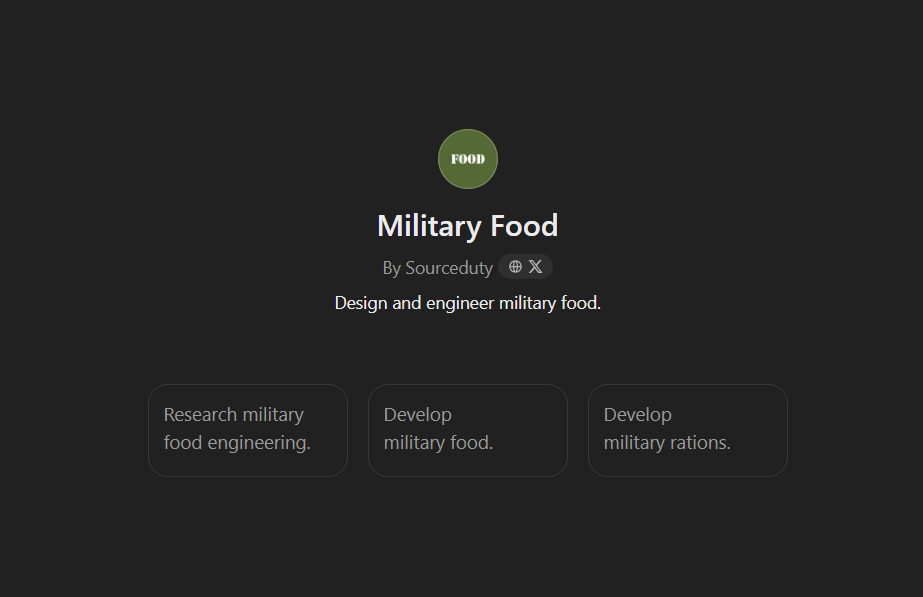 FOOD
Military Food
By Sourceduty
Design and engineer military food.
Research military
food engineering.
Develop
military food.
Develop
military rations.